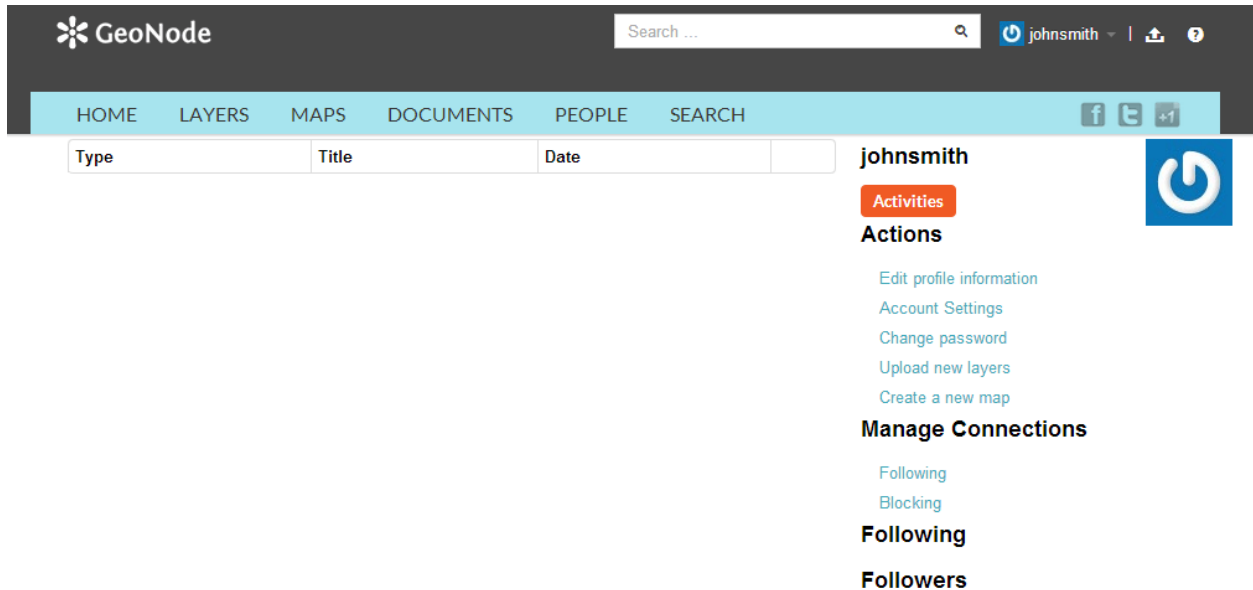 GeoNode
Search ...
johnsmith |
HOME LAYERS MAPS DOCUMENTS PEOPLE SEARCH
f t +1
Type Title Date
johnsmith
Activities
Actions
Edit profile information
Account Settings
Change password
Upload new layers
Create a new map
Manage Connections
Following
Blocking
Following
Followers